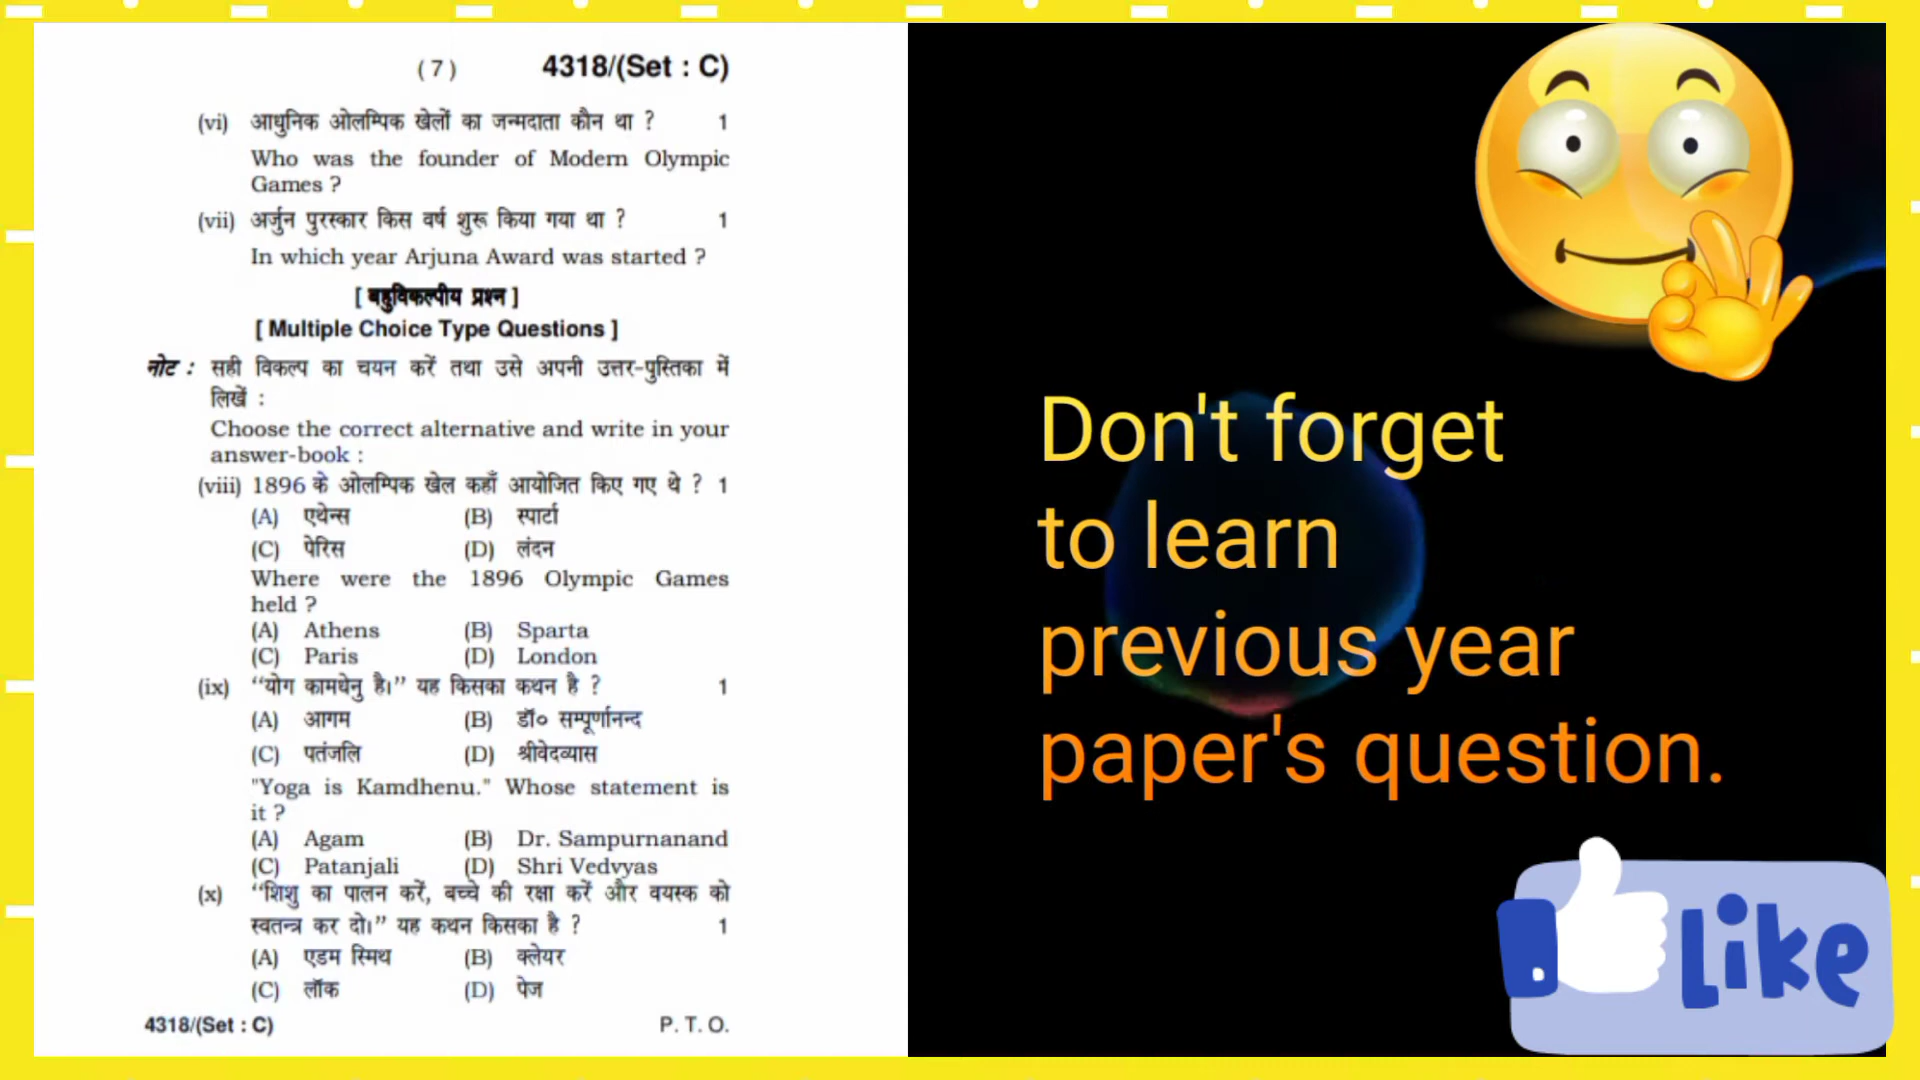 ( 7 ) 4318/(Set : C)
(vi) आधुनिक ओलम्पिक खेलों का जन्मदाता कौन था ? 1
Who was the founder of Modern Olympic
Games ?
(vii) अर्जुन पुरस्कार किस वर्ष शुरू किया गया था ? 1
In which year Arjuna Award was started ?
[ बहुविकल्पीय प्रश्न ]
[ Multiple Choice Type Questions ]
नोट : सही विकल्प का चयन करें तथा उसे अपनी उत्तर-पुस्तिका में
लिखें :
Choose the correct alternative and write in your
answer-book :
(viii) 1896 के ओलम्पिक खेल कहाँ आयोजित किए गए थे ? 1
(A) एथेन्स (B) स्पार्टा
(C) पेरिस (D) लंदन
Where were the 1896 Olympic Games
held ?
(A) Athens (B) Sparta
(C) Paris (D) London
(ix) “योग कामधेनु है।” यह किसका कथन है ? 1
(A) आगम (B) डॉ० सम्पूर्णानन्द
(C) पतंजलि (D) श्रीवेदव्यास
"Yoga is Kamdhenu." Whose statement is
it ?
(A) Agam (B) Dr. Sampurnanand
(C) Patanjali (D) Shri Vedvyas
(x) “शिशु का पालन करें, बच्चे की रक्षा करें और वयस्क को
स्वतन्त्र कर दो।” यह कथन किसका है ? 1
(A) एडम स्मिथ (B) क्लेयर
(C) लॉक (D) पेज
4318/(Set : C) P. T. O.
Don't forget
to learn
previous year
paper's question.
Like